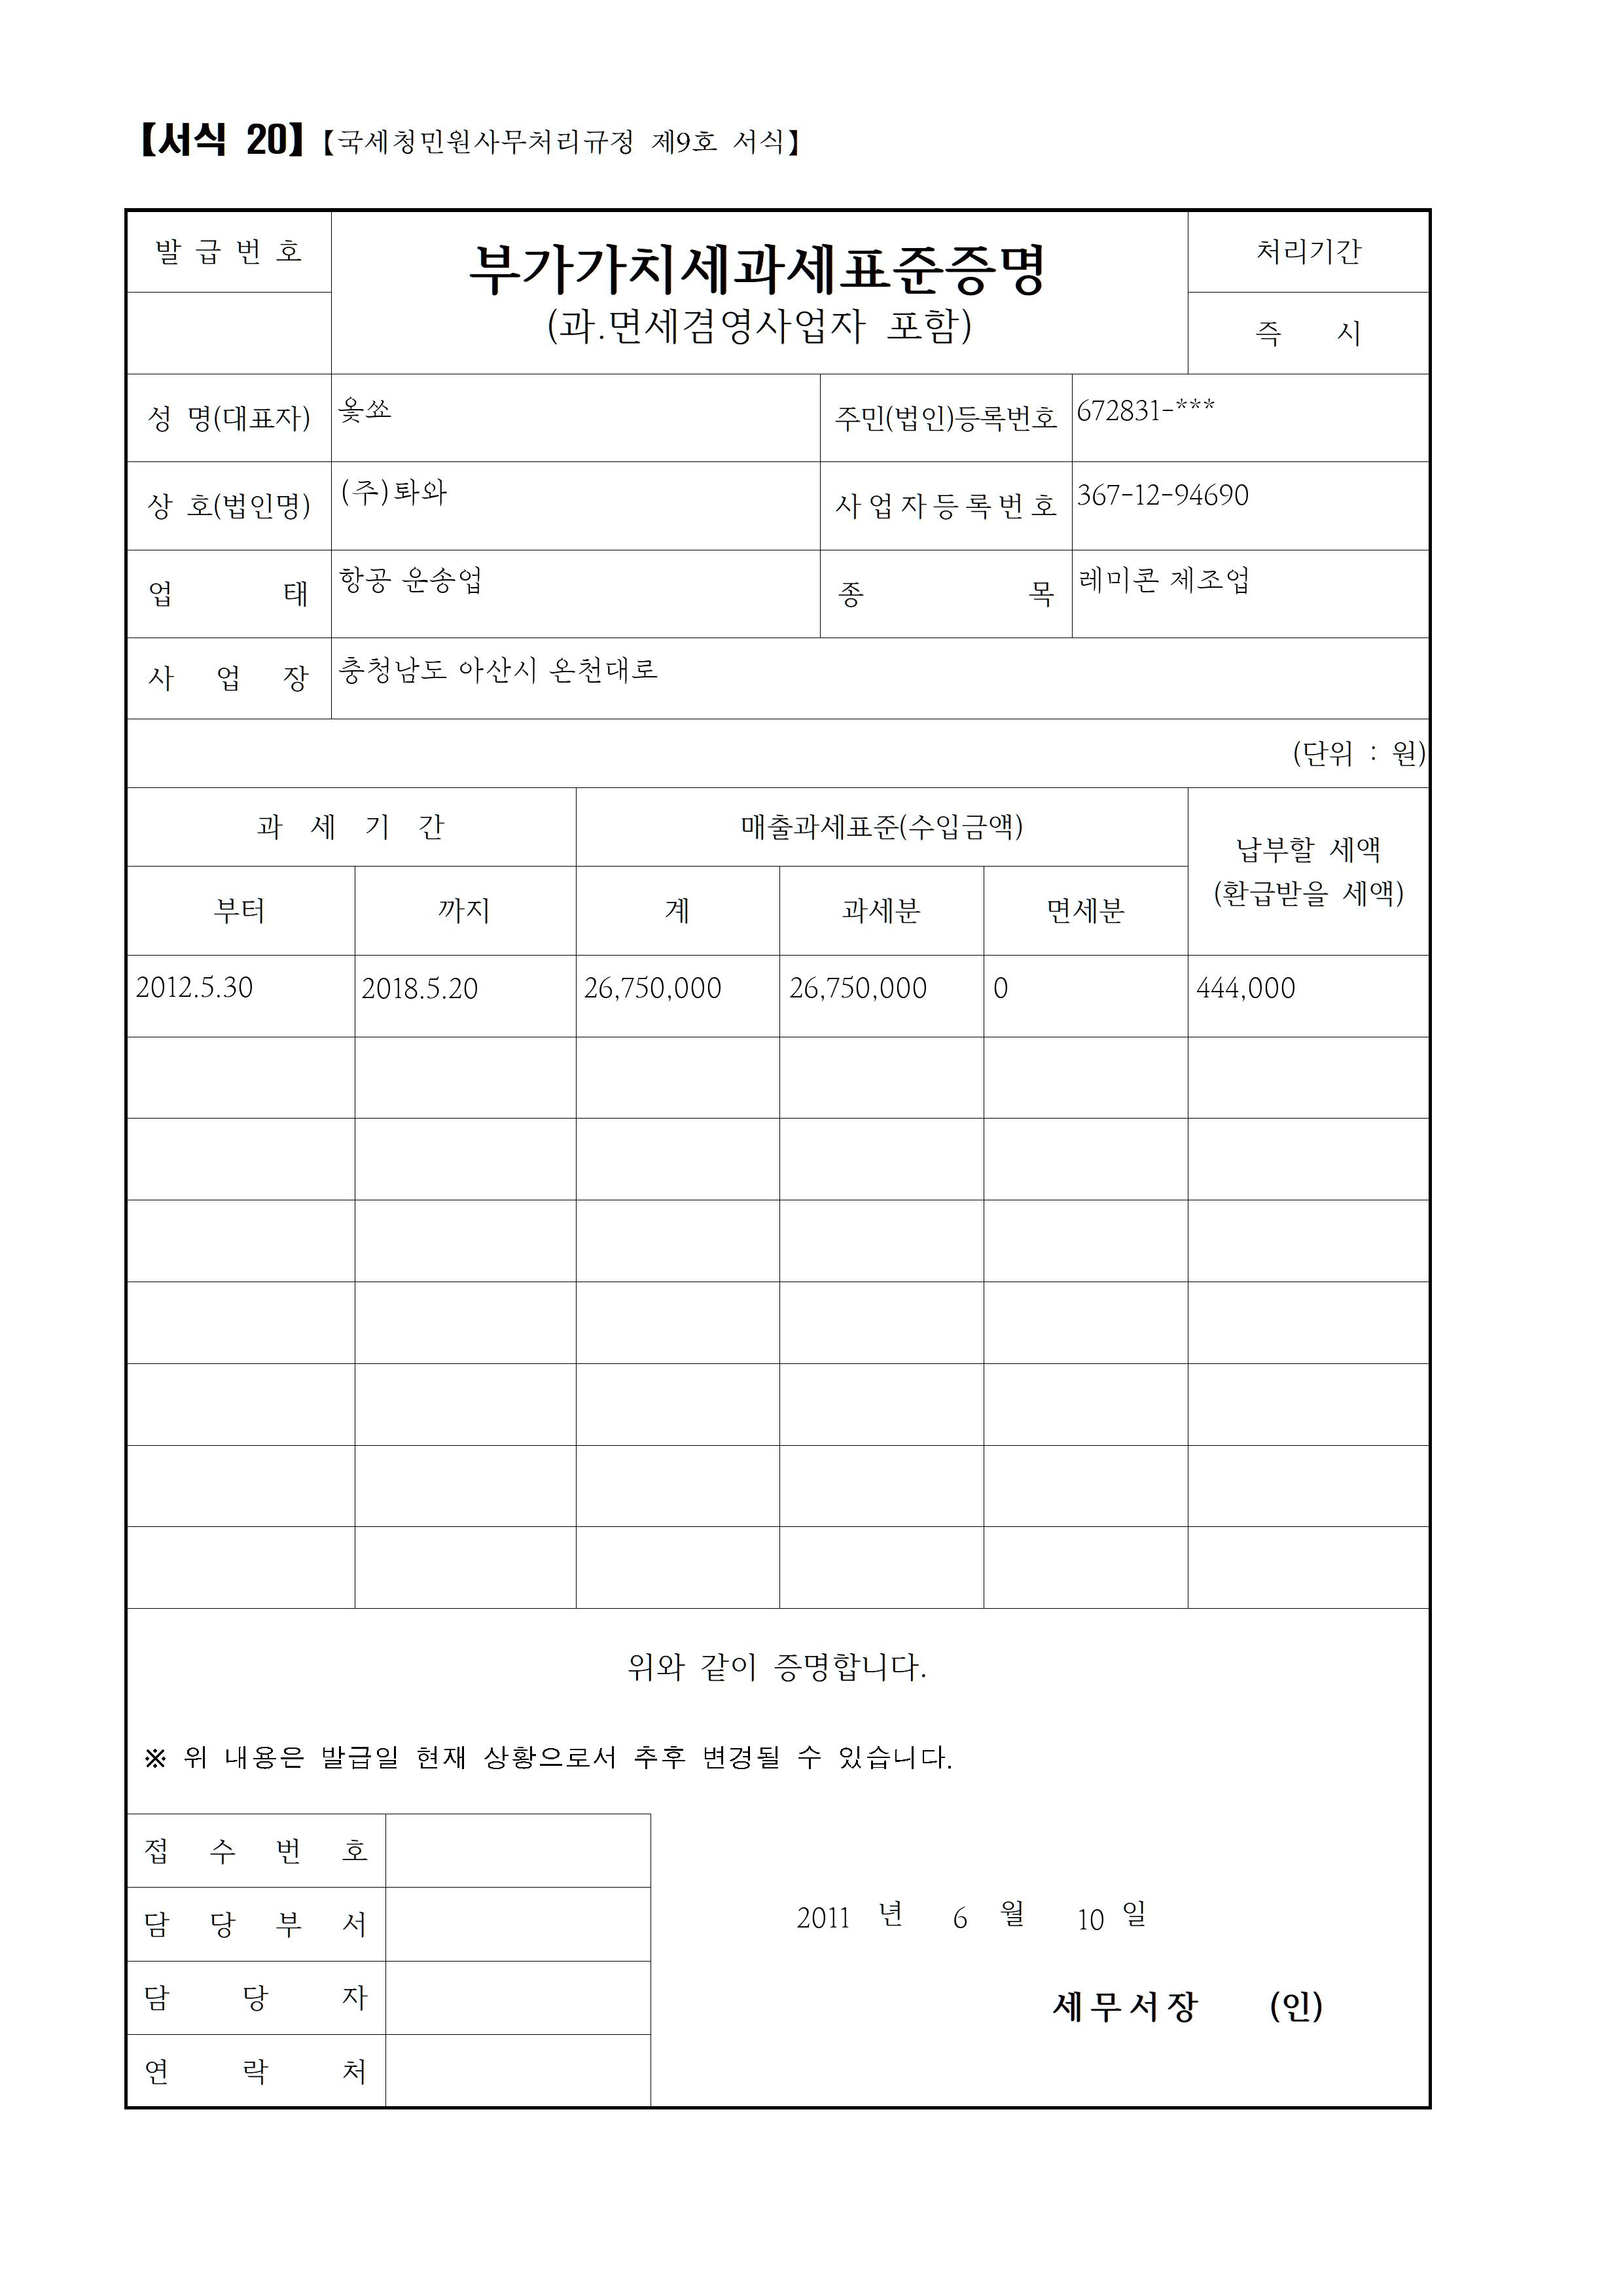 【서식 20】【국세청민원사무처리규정 제9호 서식】
발 급 번 호
부가가치세과세표준증명
(과.면세겸영사업자 포함)
처리기간
즉 시
성 명(대표자) 옻쑈 주민(법인)등록번호 672831-***
상 호(법인명) (주)톼와 사업자등록번호 367-12-94690
업 태 항공 운송업 종 목 레미콘 제조업
사 업 장 충청남도 아산시 온천대로
(단위 : 원)
과 세 기 간 매출과세표준(수입금액) 납부할 세액
(환급받을 세액)
부터 까지 계 과세분 면세분
2012.5.30 2018.5.20 26,750,000 26,750,000 0 444,000
위와 같이 증명합니다.
※ 위 내용은 발급일 현재 상황으로서 추후 변경될 수 있습니다.
접 수 번 호
담 당 부 서
담 당 자
연 락 처
2011 년 6 월 10 일
세무서장 (인)